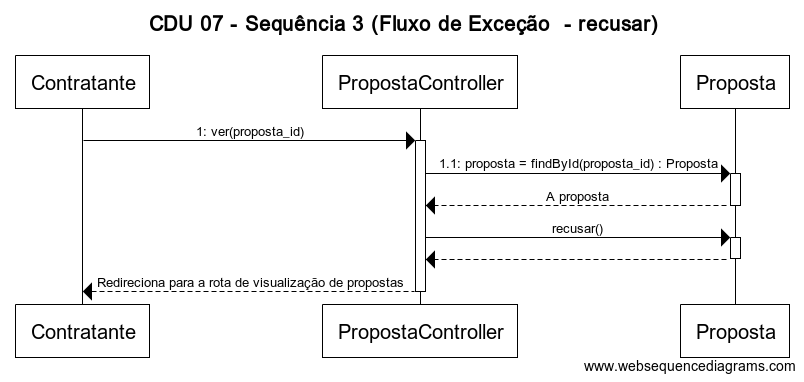 CDU 07 - Sequência 3 (Fluxo de Exceção  - recusar)
Contratante
PropostaController
Proposta
1: ver(proposta_id)
1.1: proposta = findById(proposta_id) : Proposta
A proposta
recusar()
Redireciona para a rota de visualização de propostas
Contratante
PropostaController
Proposta
www.websequencediagrams.com